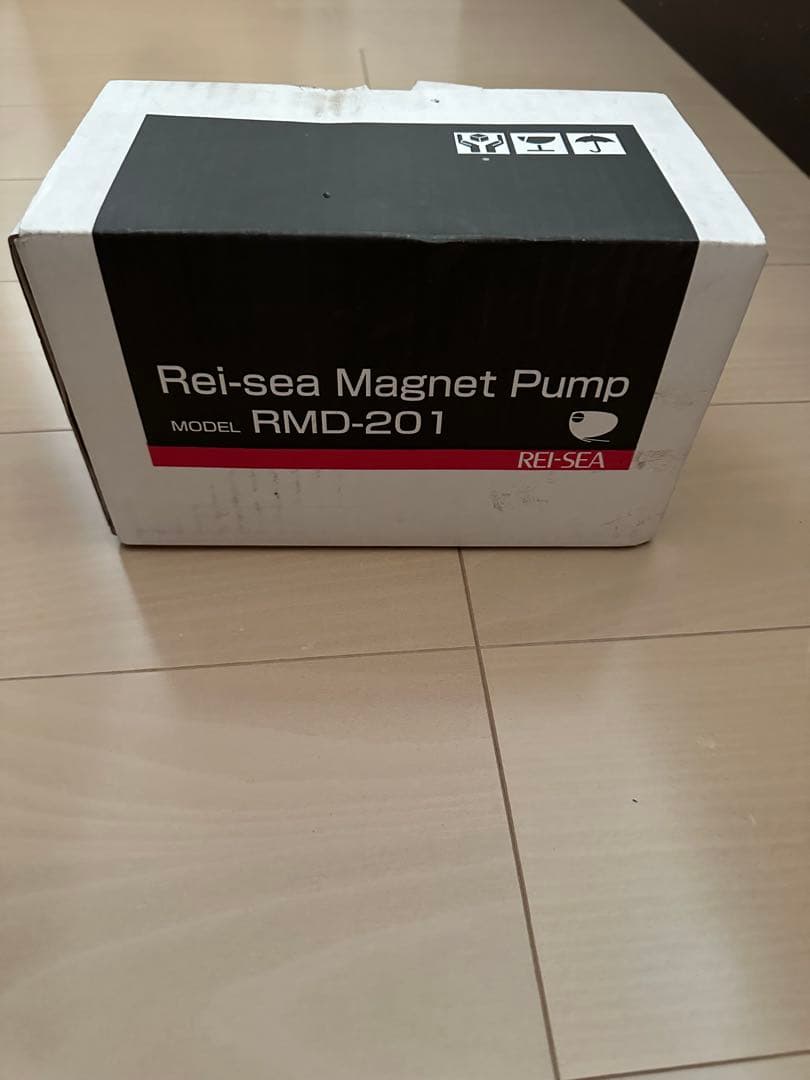 Rei-sea Magnet Pump
MODEL RMD-201
REI-SEA